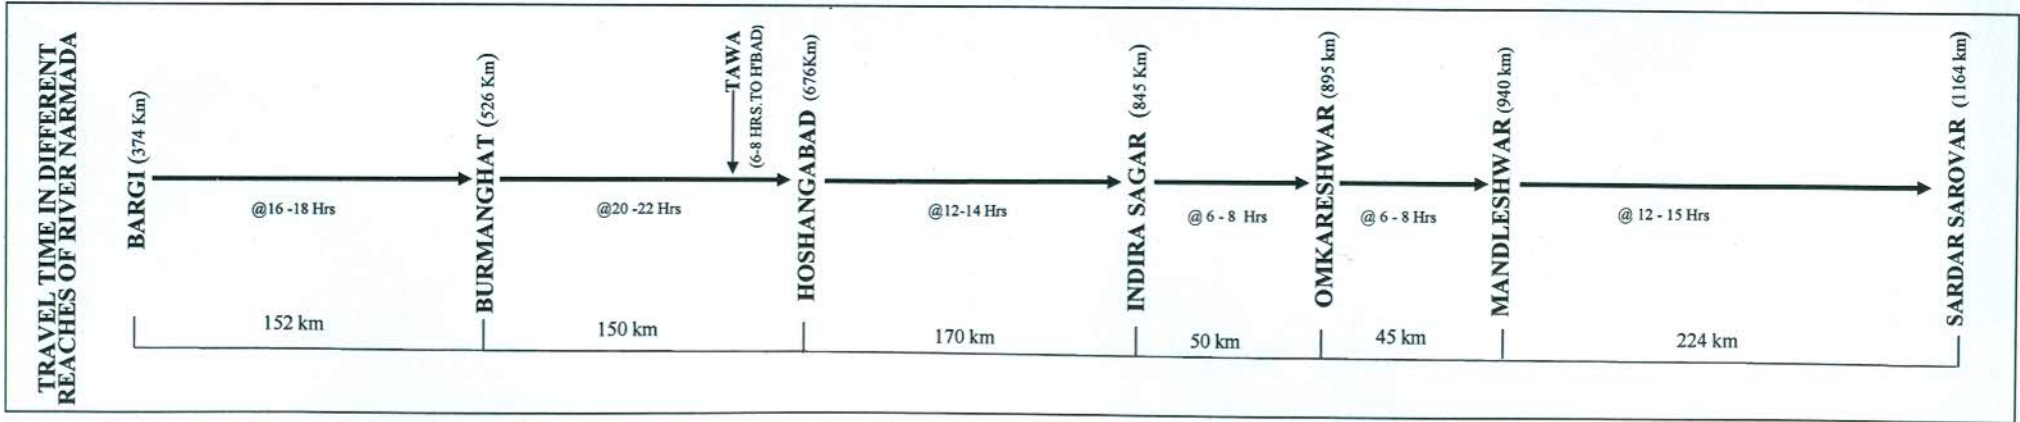 TRAVEL TIME IN DIFFERENT
REACHES OF RIVER NARMADA
BARGI (374 Km)
@16 -18 Hrs
BURMANGHAT (526 Km)
@20 -22 Hrs
TAWA
(6-8 HRS.TO H'BAD)
HOSHANGABAD (676Km)
@12-14 Hrs
INDIRA SAGAR (845 Km)
@ 6 - 8 Hrs
OMKARESHWAR (895 km)
@ 6 - 8 Hrs
MANDLESHWAR (940 km)
@ 12 - 15 Hrs
SARDAR SAROVAR (1164 km)
152 km
150 km
170 km
50 km
45 km
224 km